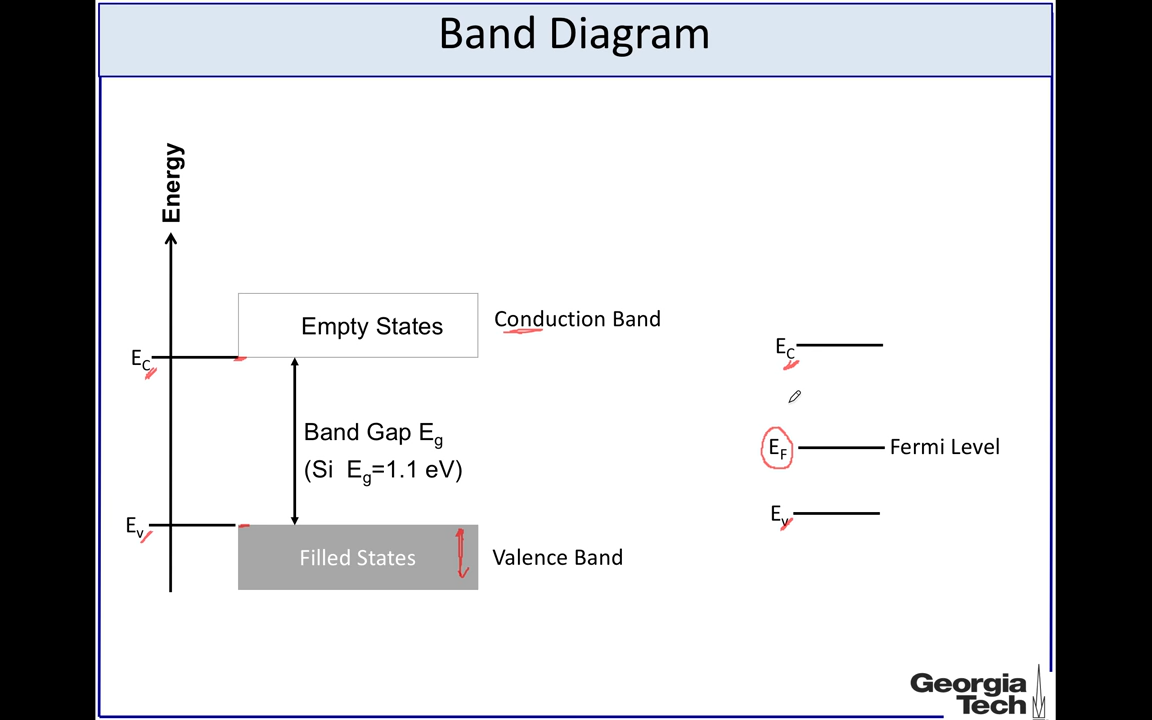 Band Diagram
Energy
Empty States
Conduction Band
E_C
Band Gap E_g
(Si E_g=1.1 eV)
E_v
Filled States
Valence Band
E_C
E_F
Fermi Level
E_v
Georgia
Tech